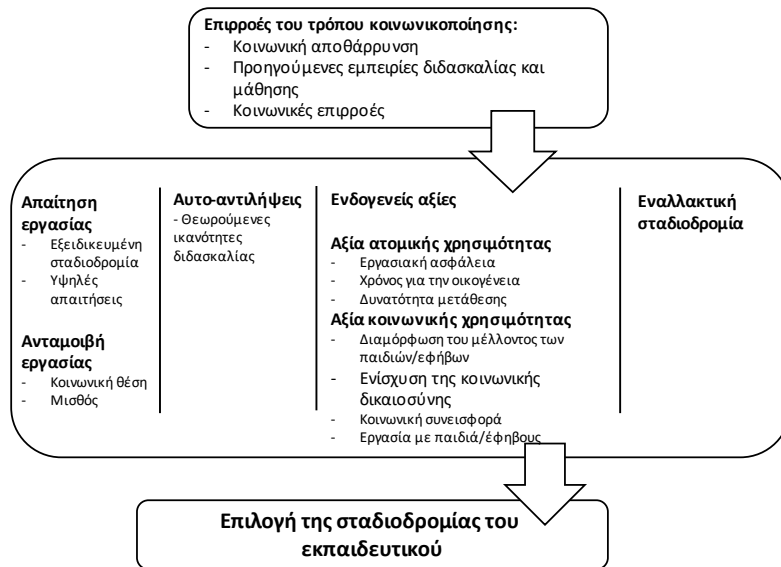 Επιρροές του τρόπου κοινωνικοποίησης:
- Κοινωνική αποθάρρυνση
- Προηγούμενες εμπειρίες διδασκαλίας και
μάθησης
- Κοινωνικές επιρροές
Απαίτηση
εργασίας
- Εξειδικευμένη
σταδιοδρομία
- Υψηλές
απαιτήσεις
Ανταμοιβή
εργασίας
- Κοινωνική θέση
- Μισθός
Αυτο-αντιλήψεις
- Θεωρούμενες
ικανότητες
διδασκαλίας
Ενδογενείς αξίες
Αξία ατομικής χρησιμότητας
- Εργασιακή ασφάλεια
- Χρόνος για την οικογένεια
- Δυνατότητα μετάθεσης
Αξία κοινωνικής χρησιμότητας
- Διαμόρφωση του μέλλοντος των
παιδιών/εφήβων
- Ενίσχυση της κοινωνικής
δικαιοσύνης
- Κοινωνική συνεισφορά
- Εργασία με παιδιά/έφηβους
Εναλλακτική
σταδιοδρομία
Επιλογή της σταδιοδρομίας του
εκπαιδευτικού